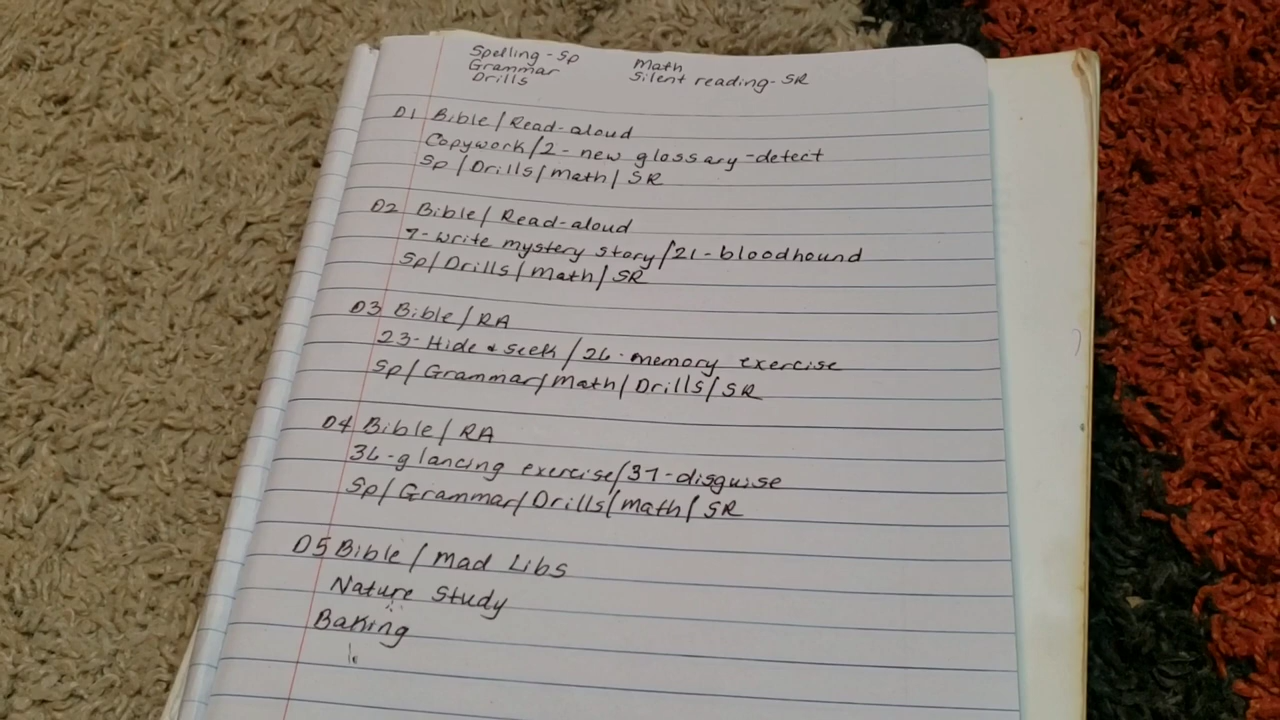 Spelling - Sp
Grammar
Drills
Math
Silent reading - SR
D1 Bible / Read-aloud
Copywork / 2 - new glossary - detect
Sp / Drills / Math / SR
D2 Bible / Read-aloud
7 - write mystery story / 21 - bloodhound
Sp / Drills / Math / SR
D3 Bible / RA
23 - Hide & Seek / 26 - memory exercise
Sp / Grammar / Math / Drills / SR
D4 Bible / RA
36 - glancing exercise / 37 - disguise
Sp / Grammar / Drills / Math / SR
D5 Bible / Mad Libs
Nature Study
Baking